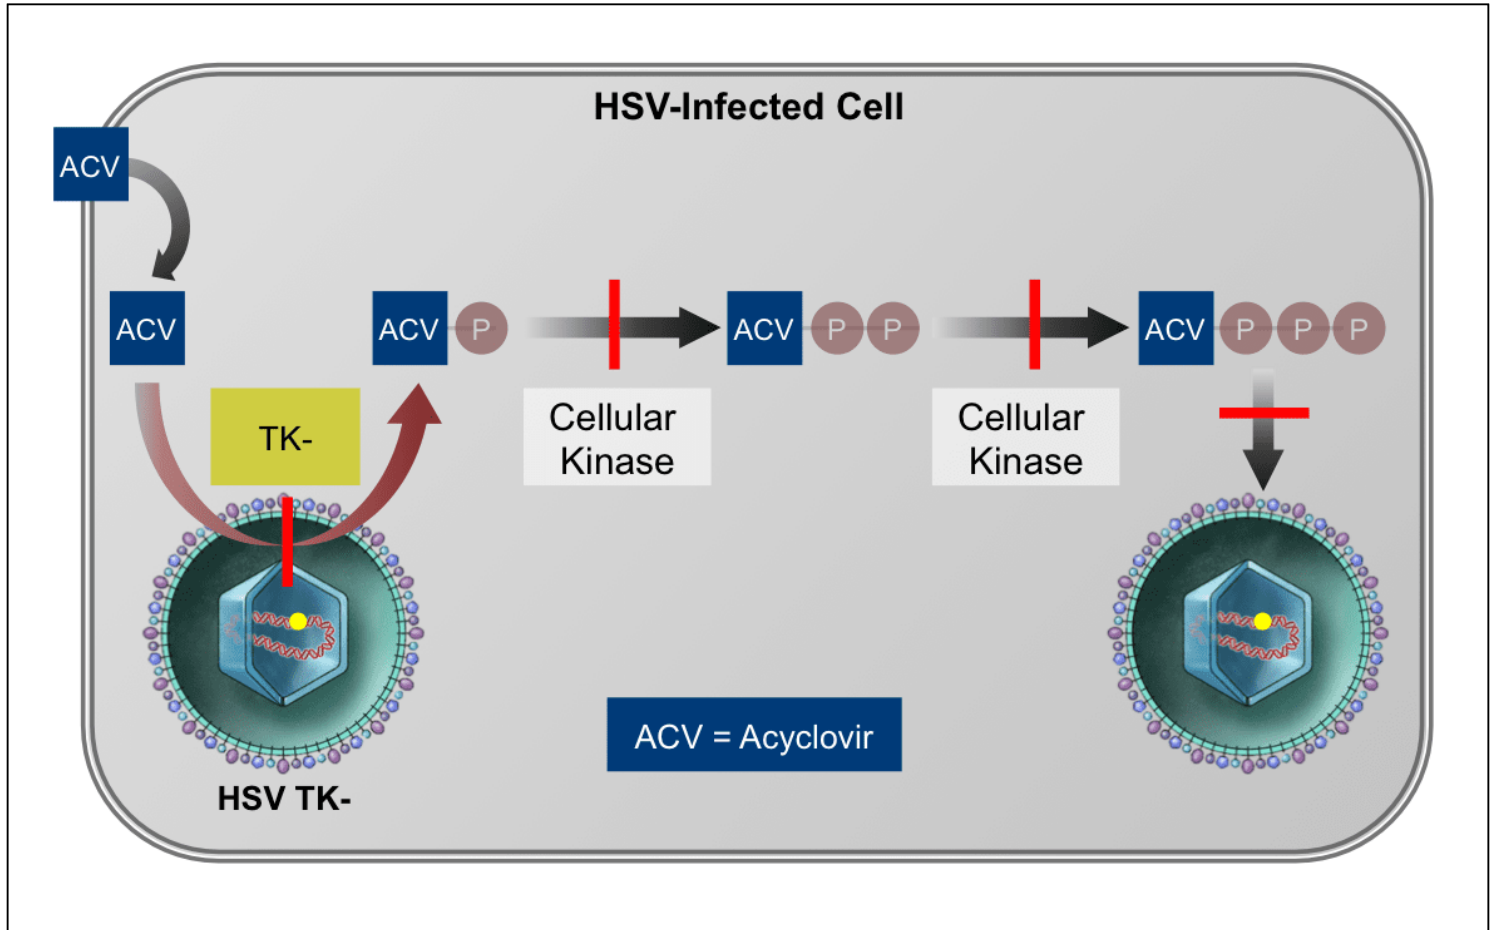 HSV-Infected Cell
ACV
ACV
ACV P
ACV P P
ACV P P P
TK-
Cellular
Kinase
Cellular
Kinase
ACV = Acyclovir
HSV TK-